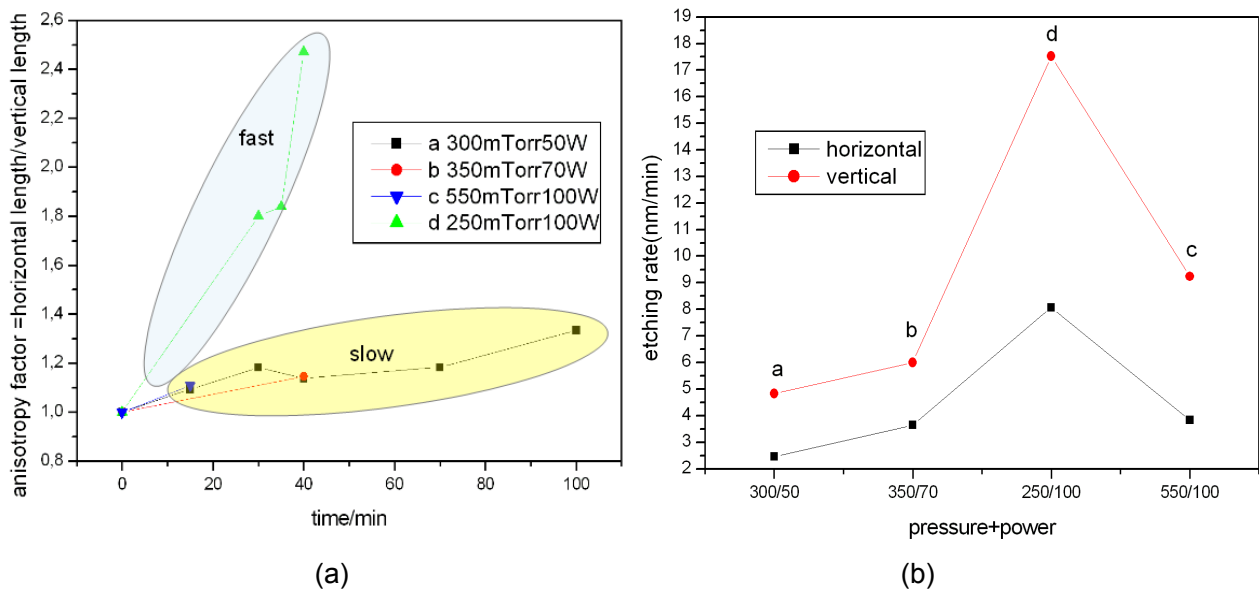 anisotropy factor =horizontal length/vertical length
2,6
2,4
2,2
2,0
1,8
1,6
1,4
1,2
1,0
0,8
fast
slow
a 300mTorr50W
b 350mTorr70W
c 550mTorr100W
d 250mTorr100W
0 20 40 60 80 100
time/min
(a)
etching rate(nm/min)
19
18
17
16
15
14
13
12
11
10
9
8
7
6
5
4
3
2
horizontal
vertical
a
b
d
c
300/50 350/70 250/100 550/100
pressure+power
(b)